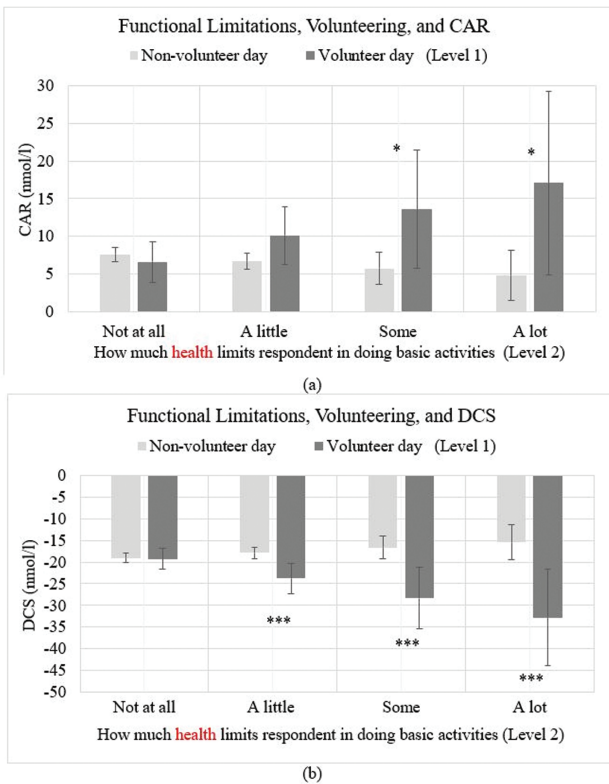 Functional Limitations, Volunteering, and CAR
Non-volunteer day Volunteer day (Level 1)
30
25
20
15
10
5
0
CAR (nmol/l)
*
*
Not at all A little Some A lot
How much health limits respondent in doing basic activities (Level 2)
(a)
Functional Limitations, Volunteering, and DCS
Non-volunteer day Volunteer day (Level 1)
0
-5
-10
-15
-20
-25
-30
-35
-40
-45
-50
DCS (nmol/l)
***
***
***
Not at all A little Some A lot
How much health limits respondent in doing basic activities (Level 2)
(b)